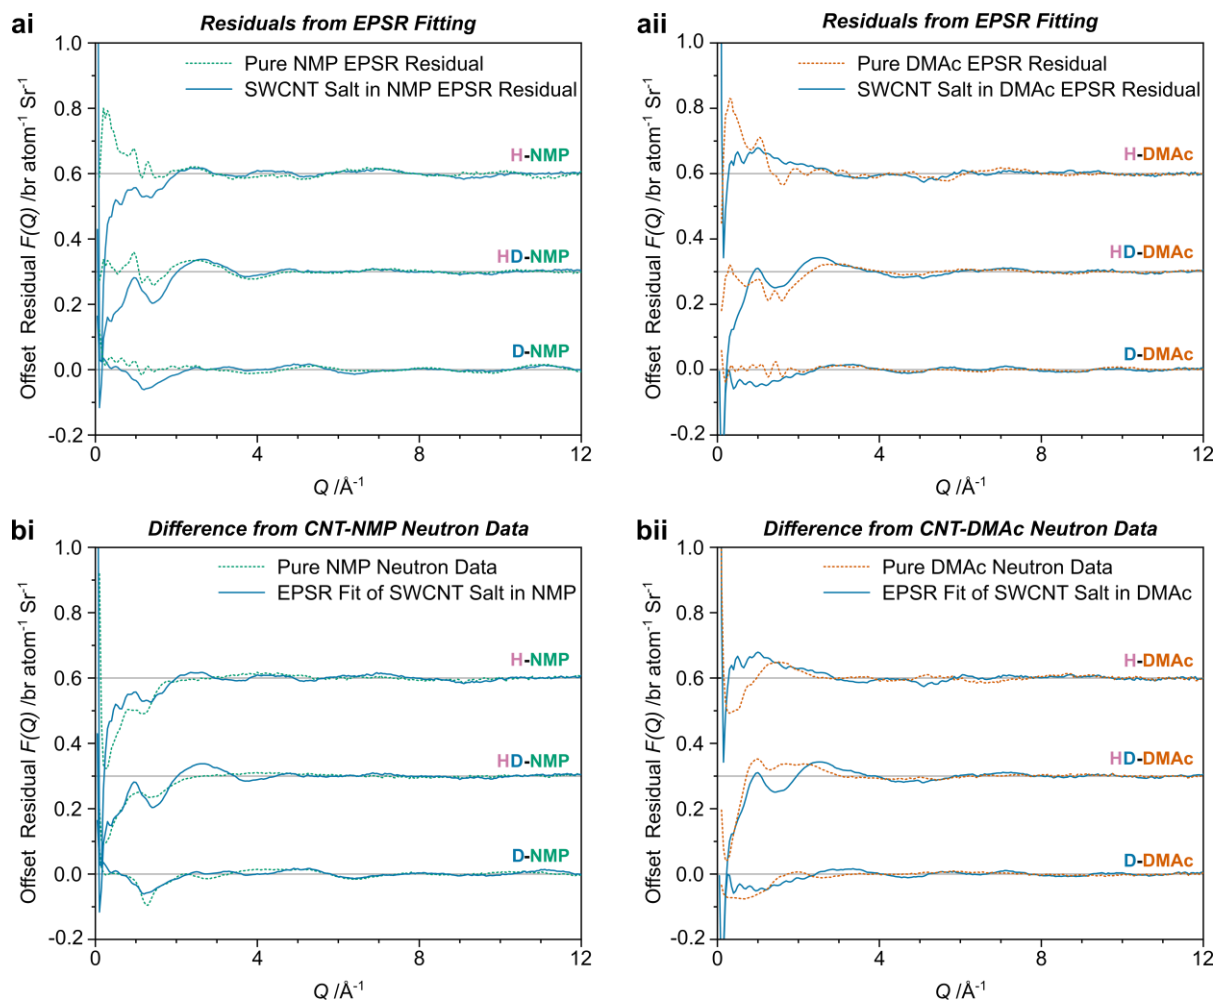 ai
Residuals from EPSR Fitting
1.0
0.8
0.6
0.4
0.2
0.0
-0.2
Offset Residual F(Q) /br atom⁻¹ Sr⁻¹
Pure NMP EPSR Residual
SWCNT Salt in NMP EPSR Residual
H-NMP
HD-NMP
D-NMP
0 4 8 12
Q /Å⁻¹
aii
Residuals from EPSR Fitting
1.0
0.8
0.6
0.4
0.2
0.0
-0.2
Offset Residual F(Q) /br atom⁻¹ Sr⁻¹
Pure DMAc EPSR Residual
SWCNT Salt in DMAc EPSR Residual
H-DMAc
HD-DMAc
D-DMAc
0 4 8 12
Q /Å⁻¹
bi
Difference from CNT-NMP Neutron Data
1.0
0.8
0.6
0.4
0.2
0.0
-0.2
Offset Residual F(Q) /br atom⁻¹ Sr⁻¹
Pure NMP Neutron Data
EPSR Fit of SWCNT Salt in NMP
H-NMP
HD-NMP
D-NMP
0 4 8 12
Q /Å⁻¹
bii
Difference from CNT-DMAc Neutron Data
1.0
0.8
0.6
0.4
0.2
0.0
-0.2
Offset Residual F(Q) /br atom⁻¹ Sr⁻¹
Pure DMAc Neutron Data
EPSR Fit of SWCNT Salt in DMAc
H-DMAc
HD-DMAc
D-DMAc
0 4 8 12
Q /Å⁻¹